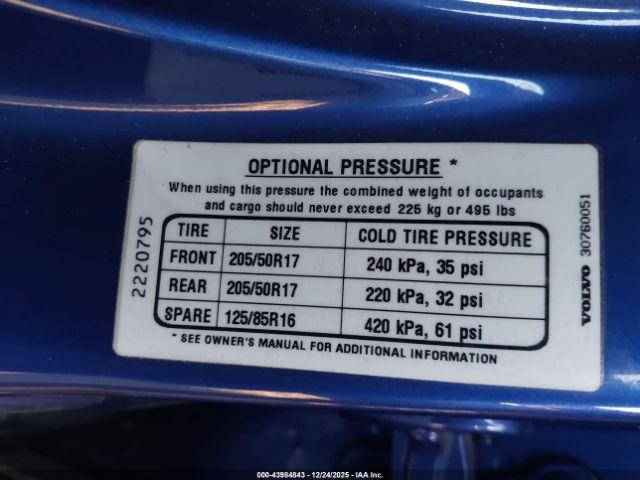 OPTIONAL PRESSURE *
When using this pressure the combined weight of occupants
and cargo should never exceed 225 kg or 495 lbs
TIRE SIZE COLD TIRE PRESSURE
FRONT 205/50R17 240 kPa, 35 psi
REAR 205/50R17 220 kPa, 32 psi
SPARE 125/85R16 420 kPa, 61 psi
* SEE OWNER'S MANUAL FOR ADDITIONAL INFORMATION
2220795
VOLVO 30760051
000-43984843 - 12/24/2025 - IAA Inc.